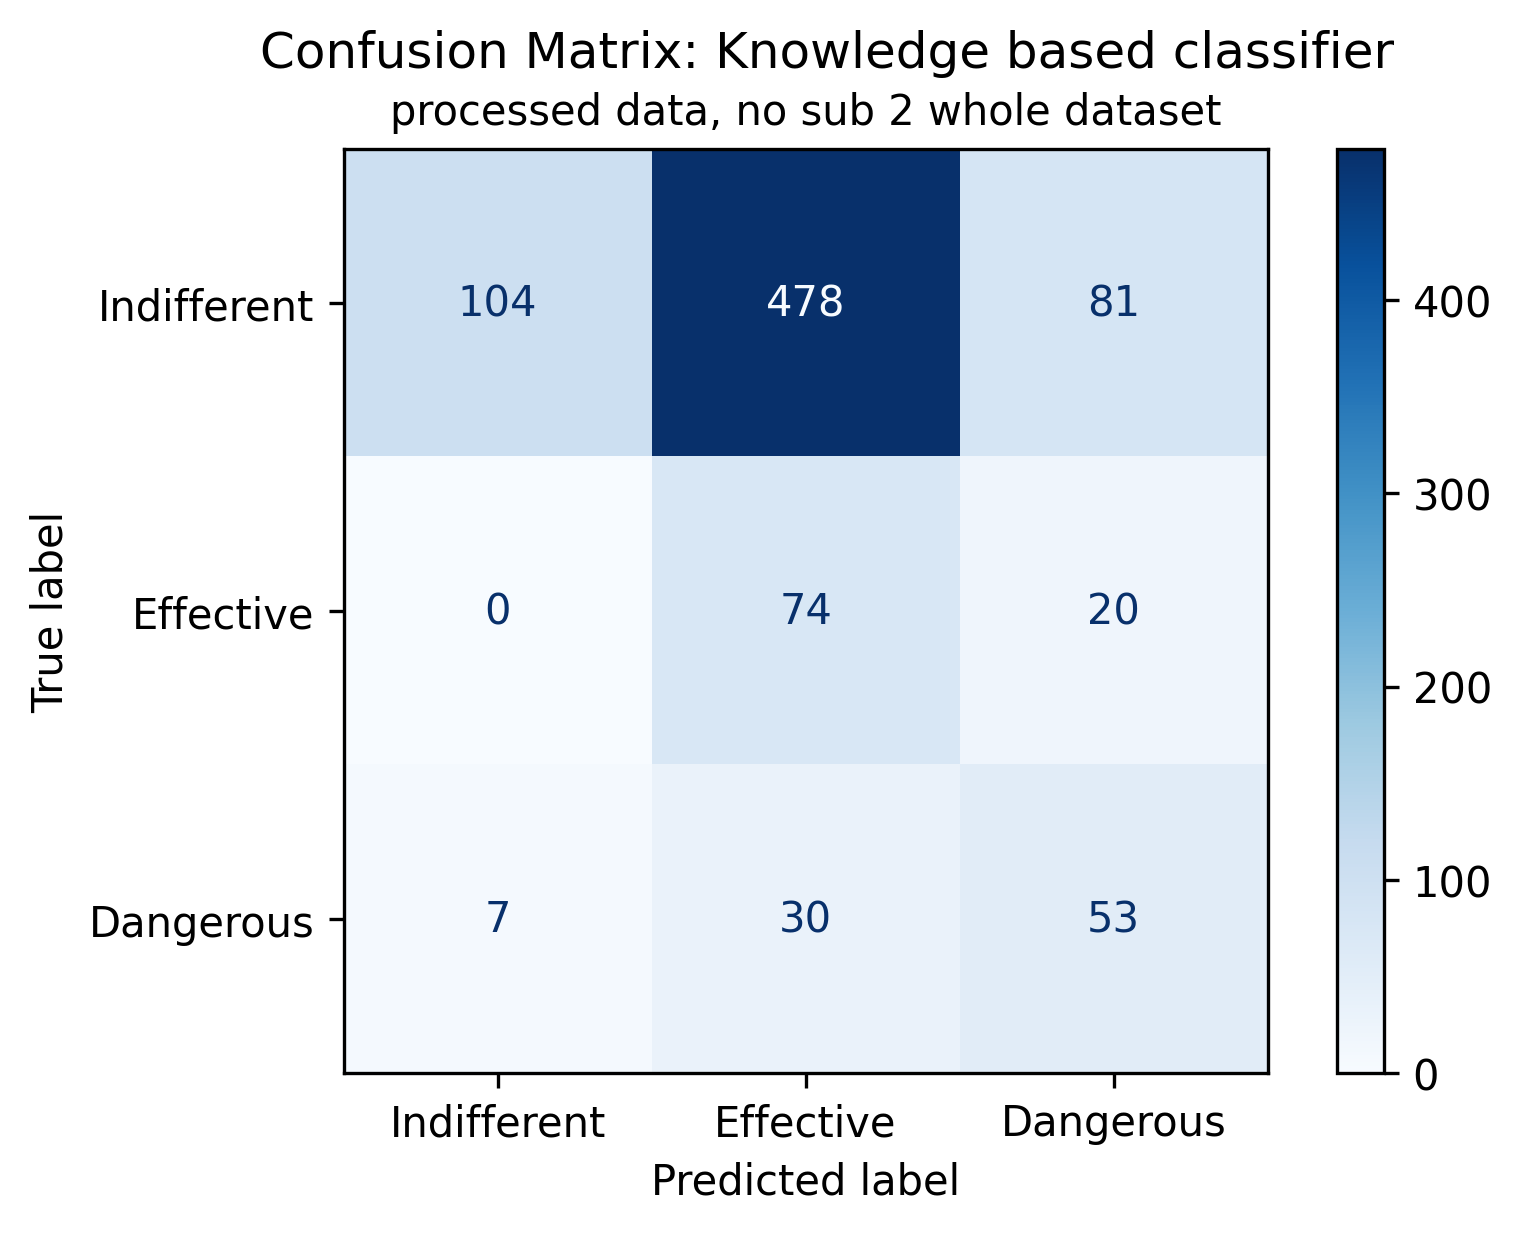 Confusion Matrix: Knowledge based classifier
processed data, no sub 2 whole dataset
True label
Indifferent
104 478 81
Effective
0 74 20
Dangerous
7 30 53
Indifferent Effective Dangerous
Predicted label
400
300
200
100
0